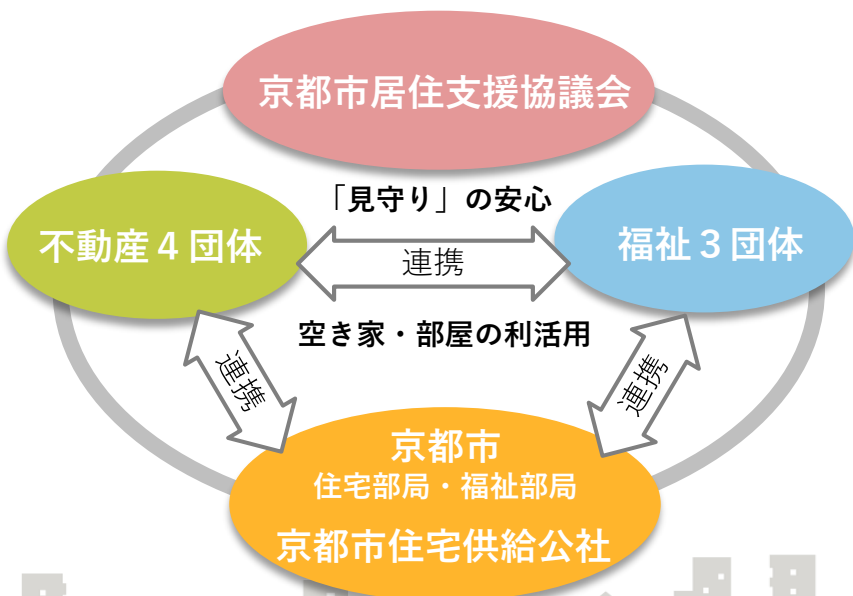 京都市居住支援協議会
「見守り」の安心
不動産４団体
連携
福祉３団体
空き家・部屋の利活用
連携
連携
京都市
住宅部局・福祉部局
京都市住宅供給公社